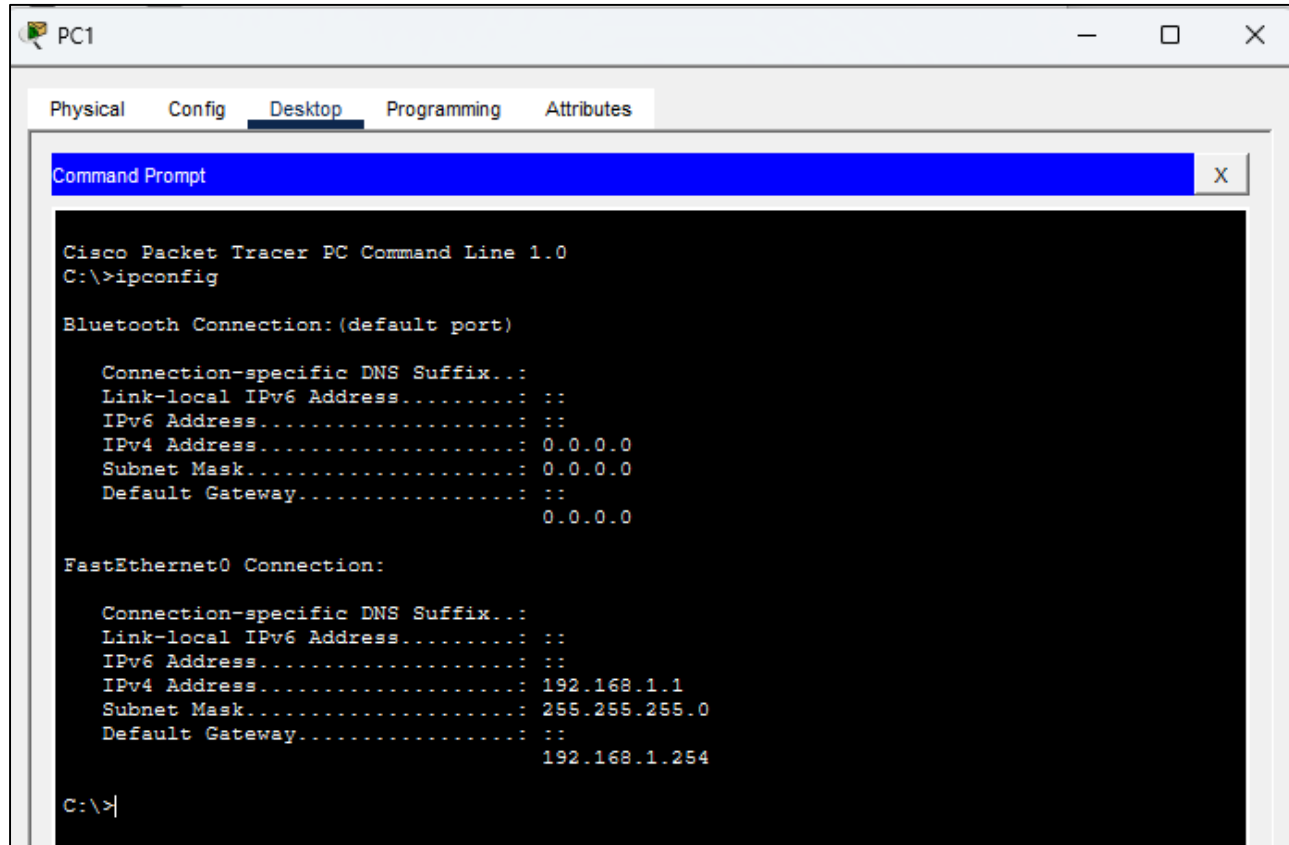 PC1
Physical Config Desktop Programming Attributes
Command Prompt X
Cisco Packet Tracer PC Command Line 1.0
C:\>ipconfig
Bluetooth Connection:(default port)
Connection-specific DNS Suffix..:
Link-local IPv6 Address.........: ::
IPv6 Address....................: ::
IPv4 Address....................: 0.0.0.0
Subnet Mask.....................: 0.0.0.0
Default Gateway.................: ::
0.0.0.0
FastEthernet0 Connection:
Connection-specific DNS Suffix..:
Link-local IPv6 Address.........: ::
IPv6 Address....................: ::
IPv4 Address....................: 192.168.1.1
Subnet Mask.....................: 255.255.255.0
Default Gateway.................: ::
192.168.1.254
C:\>